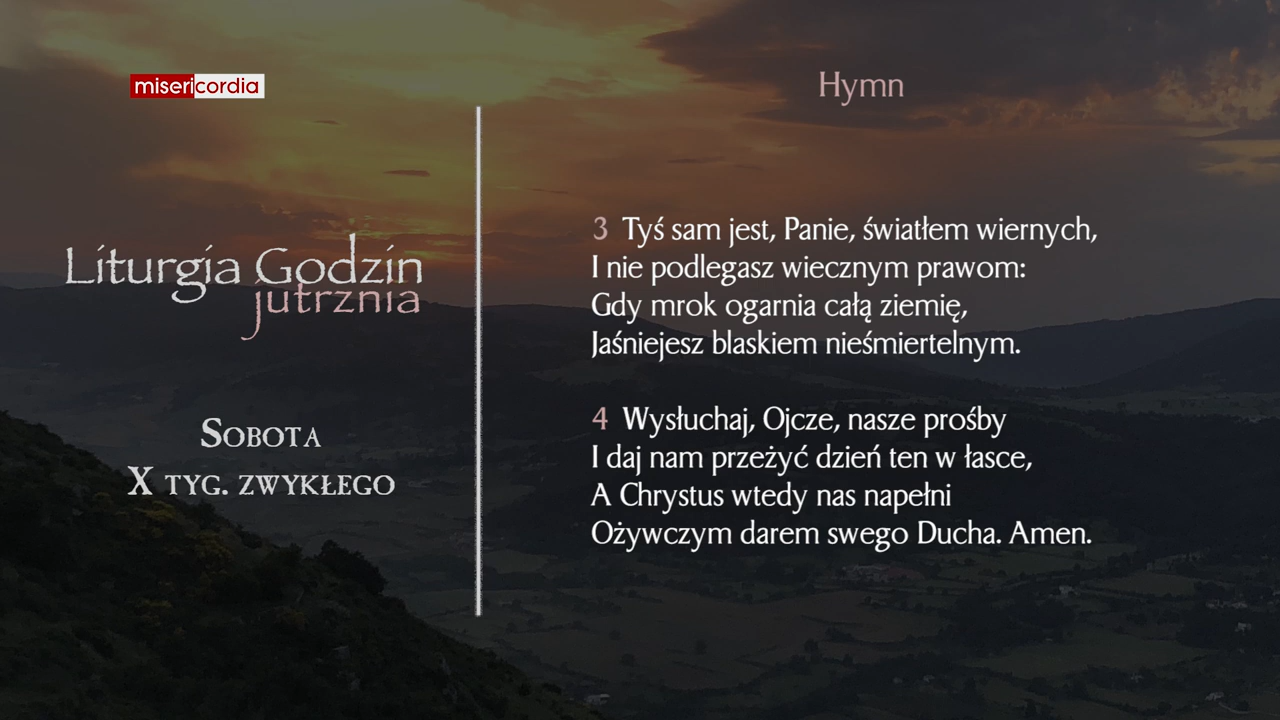 misericordia
Liturgia Godzin
jutrznia
Sobota
X tyg. zwykłego
Hymn
3 Tyś sam jest, Panie, światłem wiernych,
I nie podlegasz wiecznym prawom:
Gdy mrok ogarnia całą ziemię,
Jaśniejesz blaskiem nieśmiertelnym.
4 Wysłuchaj, Ojcze, nasze prośby
I daj nam przeżyć dzień ten w łasce,
A Chrystus wtedy nas napełni
Ożywczym darem swego Ducha. Amen.